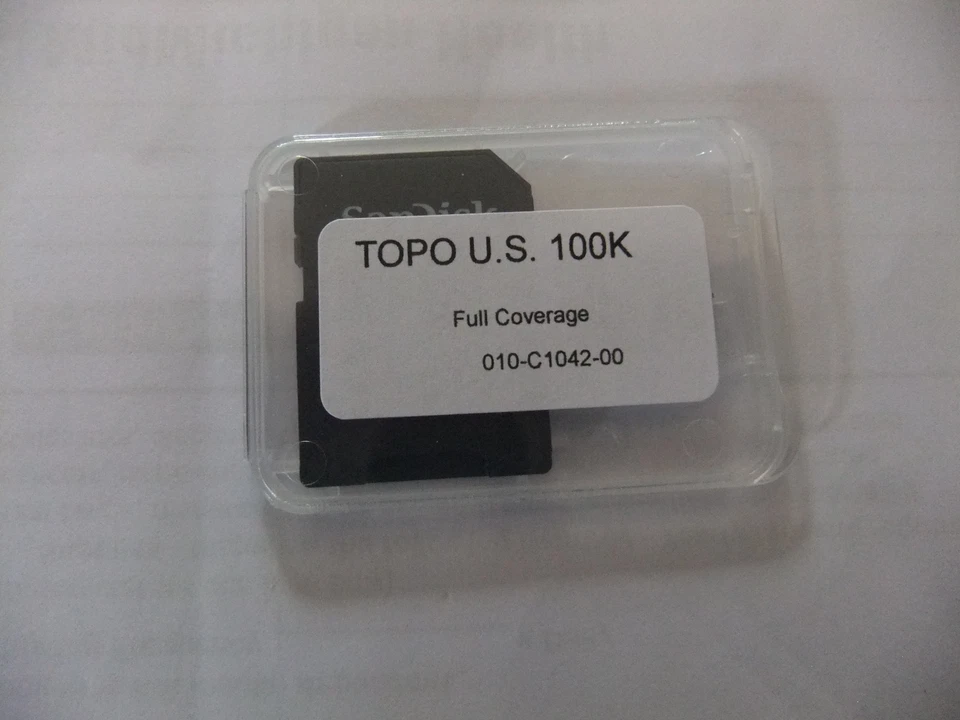 SanDisk
TOPO U.S. 100K
Full Coverage
010-C1042-00